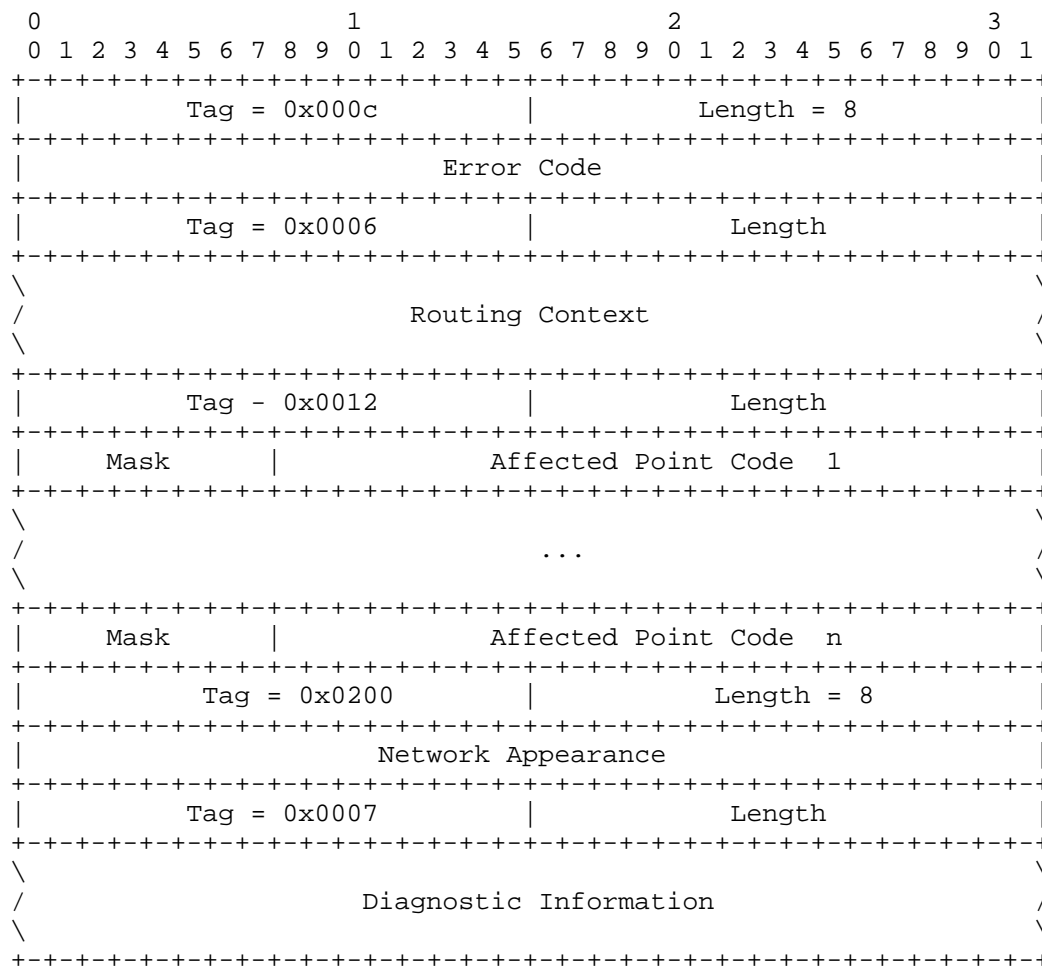 0                   1                   2                   3
 0 1 2 3 4 5 6 7 8 9 0 1 2 3 4 5 6 7 8 9 0 1 2 3 4 5 6 7 8 9 0 1
+-+-+-+-+-+-+-+-+-+-+-+-+-+-+-+-+-+-+-+-+-+-+-+-+-+-+-+-+-+-+-+-+
|          Tag = 0x000c         |          Length = 8           |
+-+-+-+-+-+-+-+-+-+-+-+-+-+-+-+-+-+-+-+-+-+-+-+-+-+-+-+-+-+-+-+-+
|                          Error Code                           |
+-+-+-+-+-+-+-+-+-+-+-+-+-+-+-+-+-+-+-+-+-+-+-+-+-+-+-+-+-+-+-+-+
|          Tag = 0x0006         |            Length             |
+-+-+-+-+-+-+-+-+-+-+-+-+-+-+-+-+-+-+-+-+-+-+-+-+-+-+-+-+-+-+-+-+
\                                                               \
/                        Routing Context                        /
\                                                               \
+-+-+-+-+-+-+-+-+-+-+-+-+-+-+-+-+-+-+-+-+-+-+-+-+-+-+-+-+-+-+-+-+
|          Tag - 0x0012         |            Length             |
+-+-+-+-+-+-+-+-+-+-+-+-+-+-+-+-+-+-+-+-+-+-+-+-+-+-+-+-+-+-+-+-+
|     Mask      |             Affected Point Code  1            |
+-+-+-+-+-+-+-+-+-+-+-+-+-+-+-+-+-+-+-+-+-+-+-+-+-+-+-+-+-+-+-+-+
\                                                               \
/                                ...                            /
\                                                               \
+-+-+-+-+-+-+-+-+-+-+-+-+-+-+-+-+-+-+-+-+-+-+-+-+-+-+-+-+-+-+-+-+
|     Mask      |             Affected Point Code  n            |
+-+-+-+-+-+-+-+-+-+-+-+-+-+-+-+-+-+-+-+-+-+-+-+-+-+-+-+-+-+-+-+-+
|           Tag = 0x0200        |           Length = 8          |
+-+-+-+-+-+-+-+-+-+-+-+-+-+-+-+-+-+-+-+-+-+-+-+-+-+-+-+-+-+-+-+-+
|                      Network Appearance                       |
+-+-+-+-+-+-+-+-+-+-+-+-+-+-+-+-+-+-+-+-+-+-+-+-+-+-+-+-+-+-+-+-+
|          Tag = 0x0007         |            Length             |
+-+-+-+-+-+-+-+-+-+-+-+-+-+-+-+-+-+-+-+-+-+-+-+-+-+-+-+-+-+-+-+-+
\                                                               \
/                     Diagnostic Information                    /
\                                                               \
+-+-+-+-+-+-+-+-+-+-+-+-+-+-+-+-+-+-+-+-+-+-+-+-+-+-+-+-+-+-+-+-+